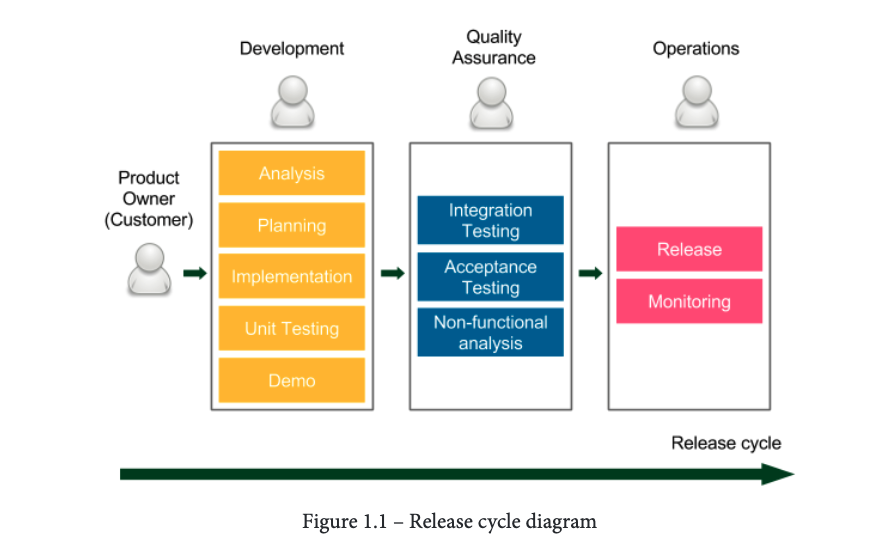 Development
Quality
Assurance
Operations
Product
Owner
(Customer)
Analysis
Planning
Implementation
Unit Testing
Demo
Integration
Testing
Acceptance
Testing
Non-functional
analysis
Release
Monitoring
Release cycle
Figure 1.1 – Release cycle diagram